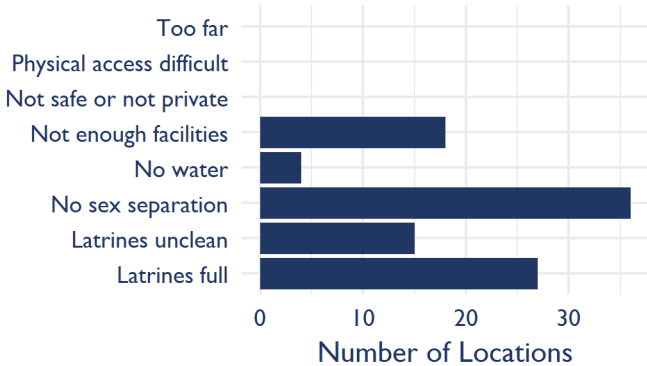 Too far
Physical access difficult
Not safe or not private
Not enough facilities
No water
No sex separation
Latrines unclean
Latrines full
0 10 20 30
Number of Locations